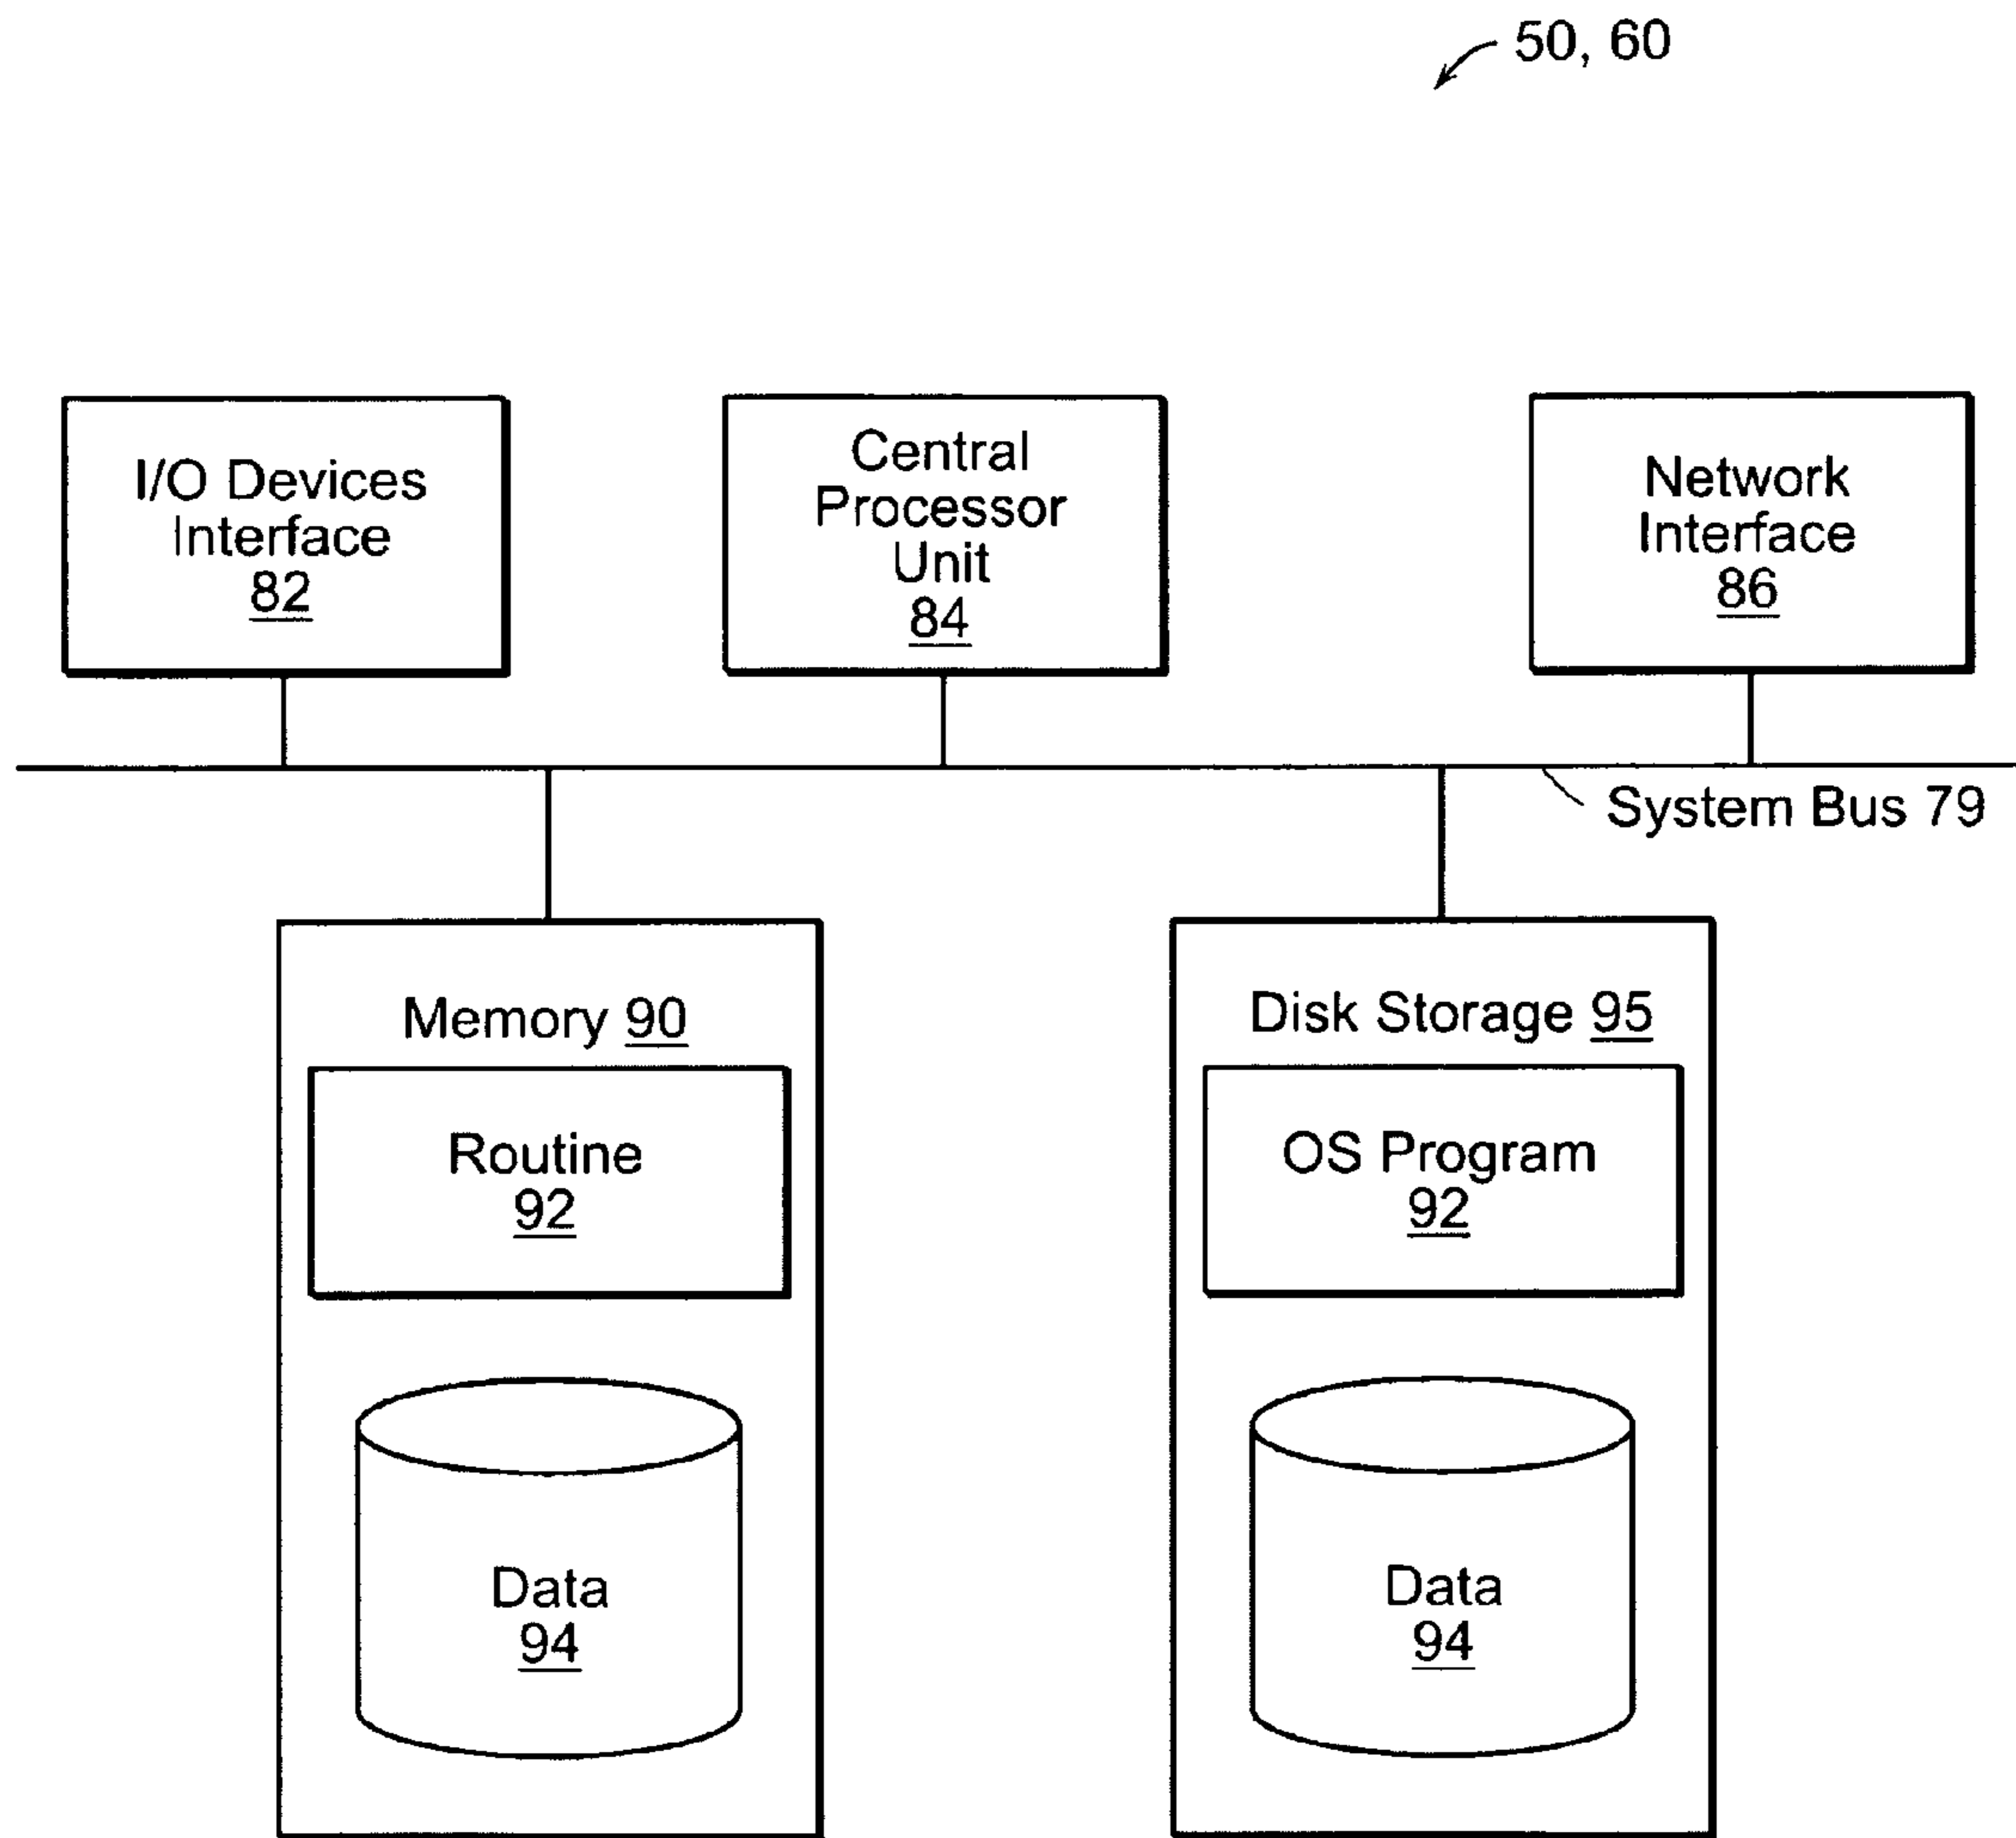 50, 60
I/O Devices
Interface
82
Central
Processor
Unit
84
Network
Interface
86
System Bus 79
Memory 90
Routine
92
Data
94
Disk Storage 95
OS Program
92
Data
94